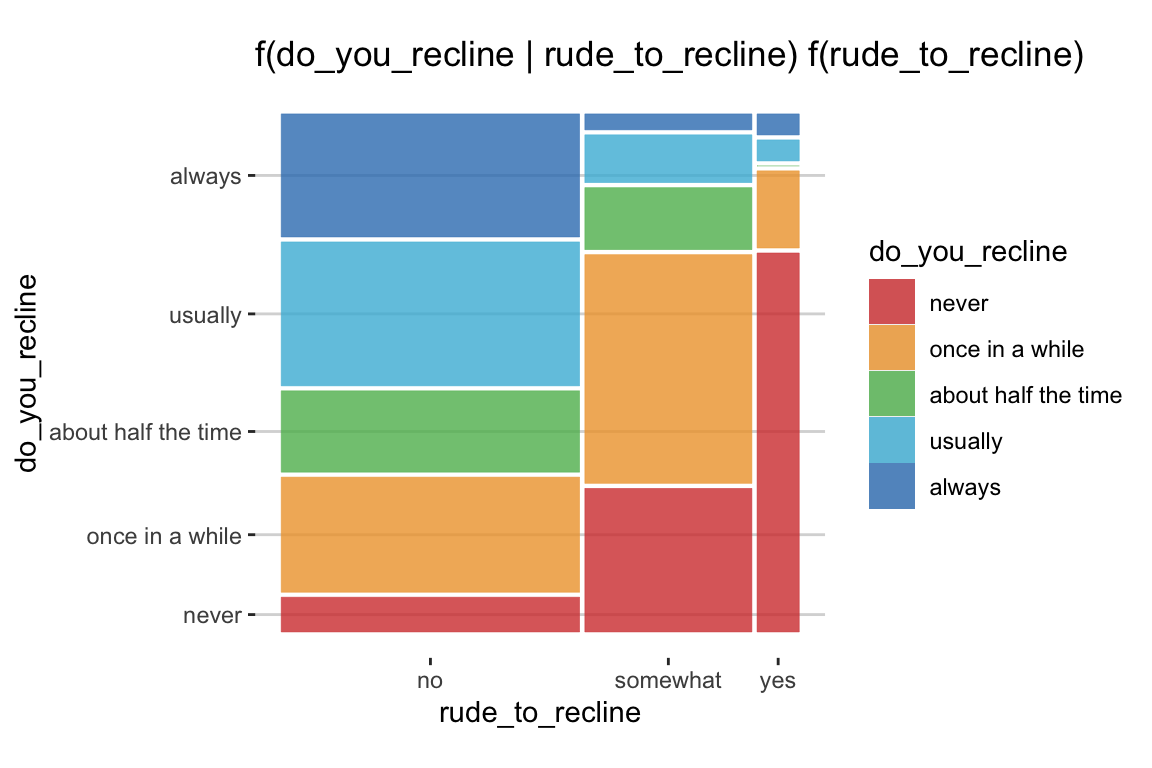 f(do_you_recline | rude_to_recline) f(rude_to_recline)
do_you_recline
always
usually
about half the time
once in a while
never
no
somewhat
yes
rude_to_recline
do_you_recline
never
once in a while
about half the time
usually
always